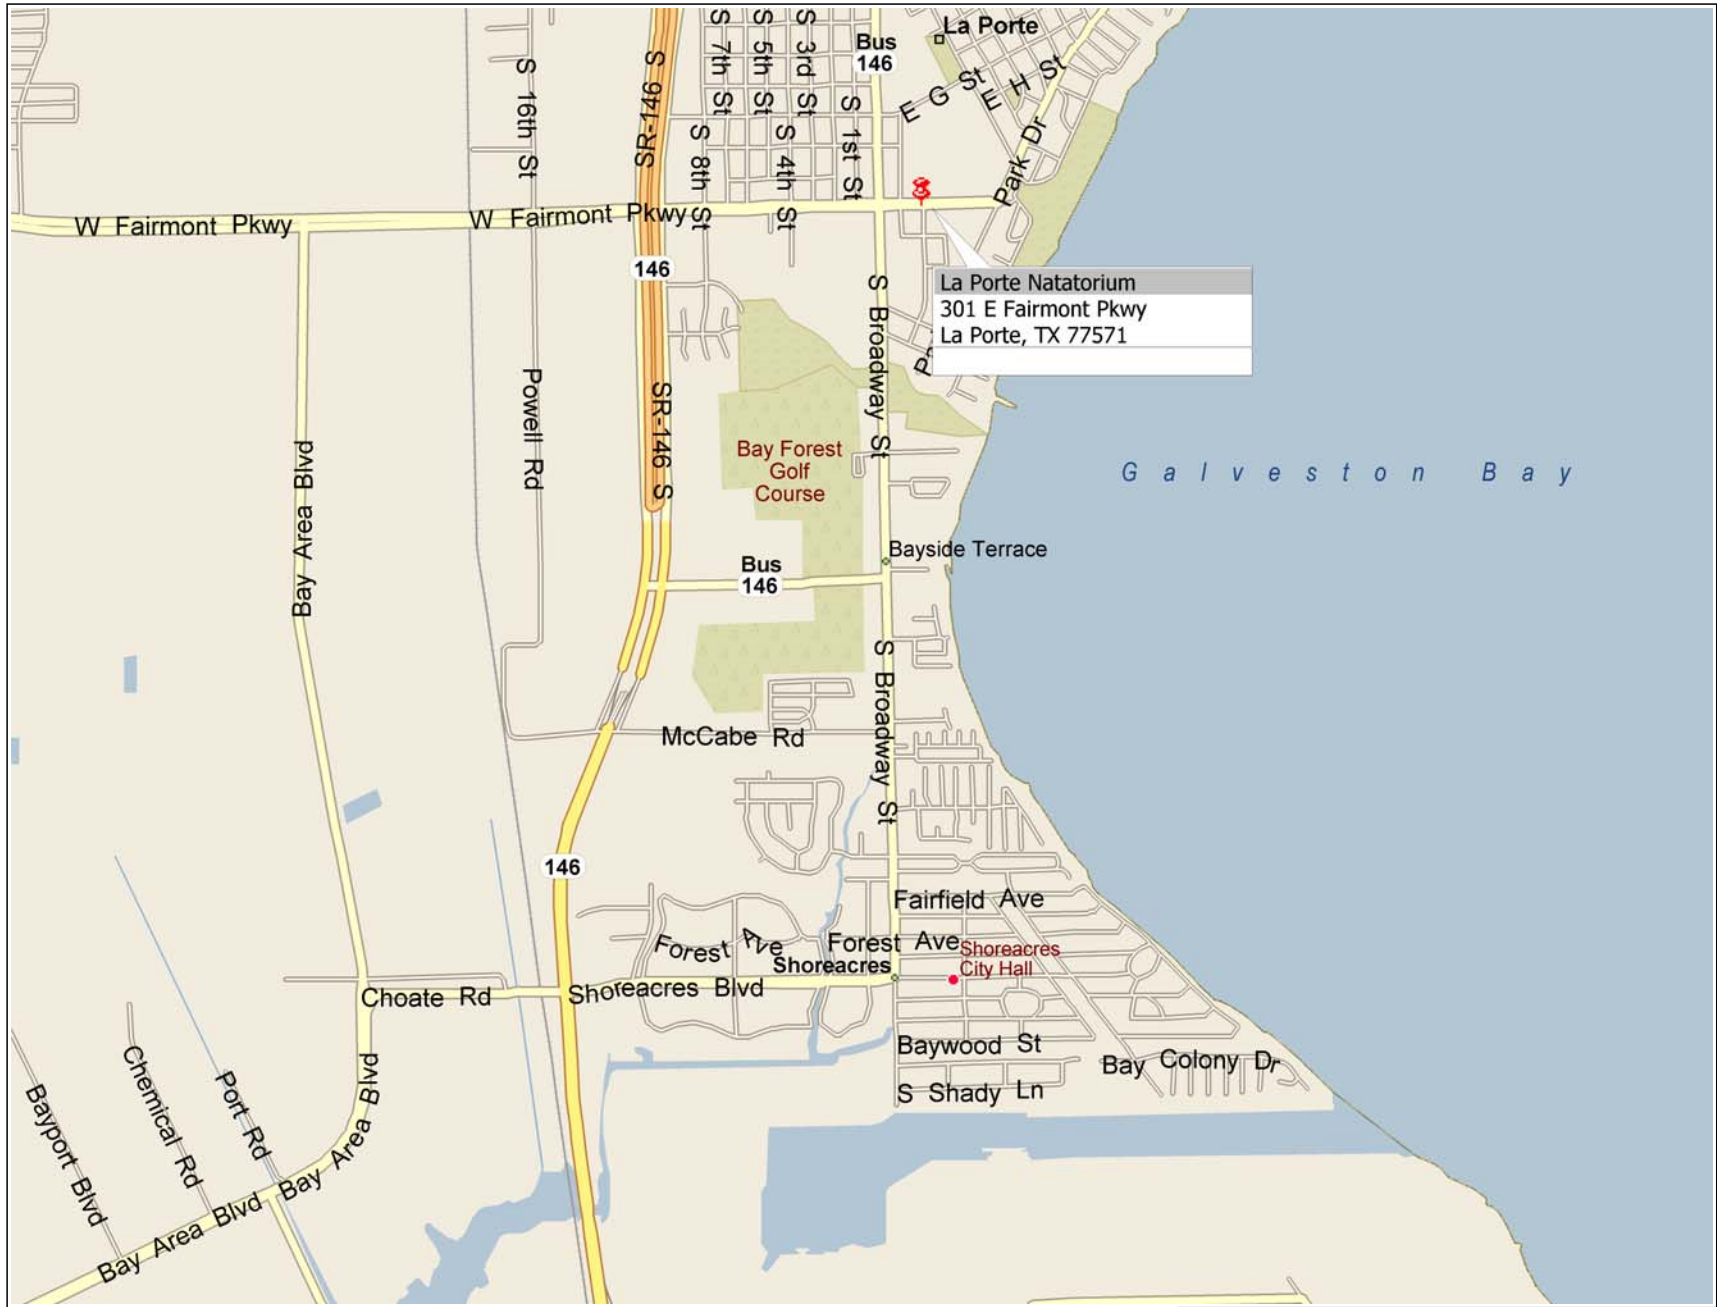 La Porte
Bus
146
S 7th St
S 5th St
S 3rd St
S 16th St
SR-146 S
E G St
E H St
S 8th St
S 4th St
S 1st St
Park Dr
W Fairmont Pkwy
W Fairmont Pkwy
146
La Porte Natatorium
301 E Fairmont Pkwy
La Porte, TX 77571
S Broadway St
Powell Rd
SR-146 S
Bay Area Blvd
Bay Forest
Golf
Course
Galveston Bay
Bayside Terrace
Bus
146
S Broadway St
McCabe Rd
146
Fairfield Ave
Forest Ave
Forest Ave
Shoreacres
Shoreacres
City Hall
Choate Rd
Shoreacres Blvd
Baywood St
Bay Colony Dr
S Shady Ln
Bayport Blvd
Chemical Rd
Port Rd
Bay Area Blvd
Bay Area Blvd